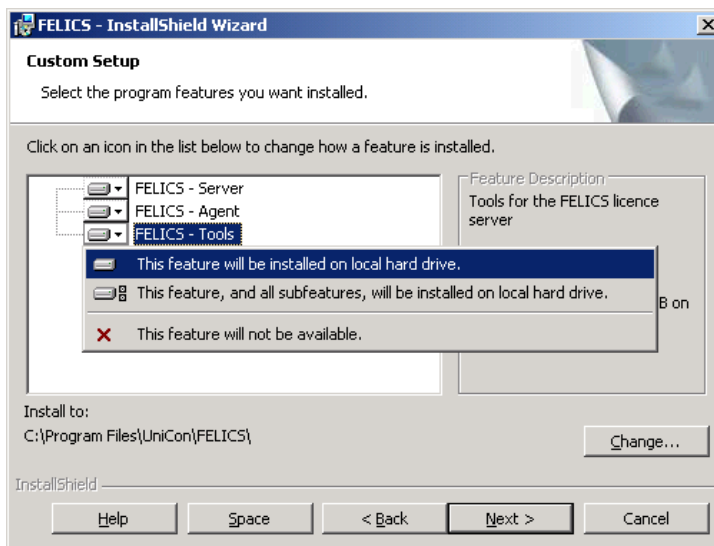 FELICS - InstallShield Wizard
Custom Setup
Select the program features you want installed.
Click on an icon in the list below to change how a feature is installed.
FELICS - Server
FELICS - Agent
FELICS - Tools
Feature Description
Tools for the FELICS licence
server
This feature will be installed on local hard drive.
This feature, and all subfeatures, will be installed on local hard drive.
B on
This feature will not be available.
Install to:
C:\Program Files\UniCon\FELICS\
Change...
InstallShield
Help
Space
< Back
Next >
Cancel